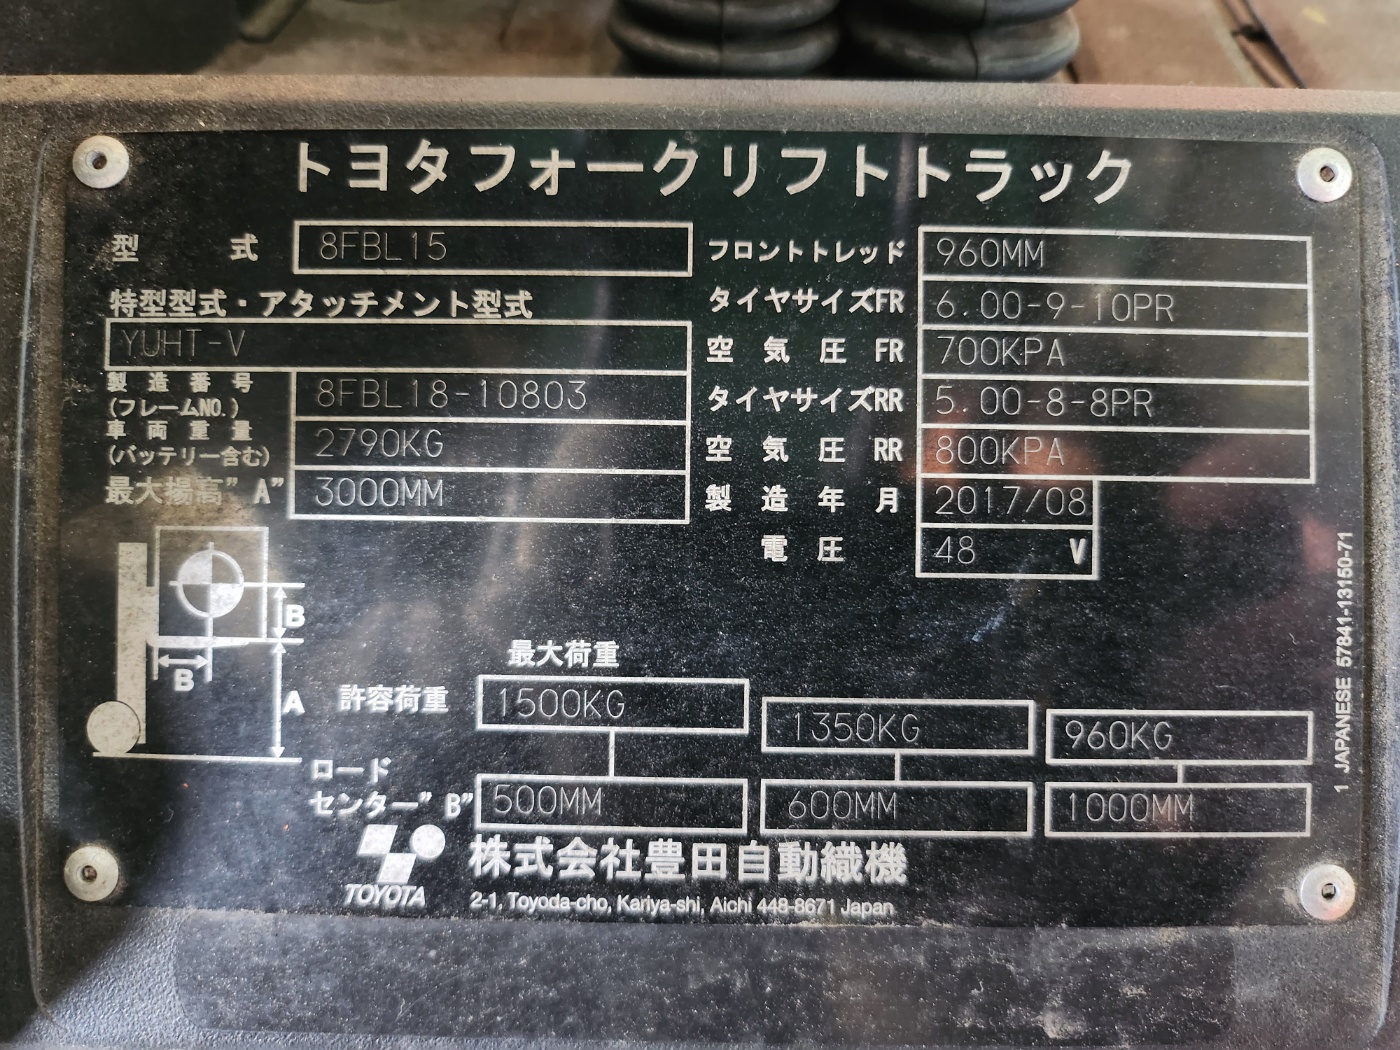 トヨタフォークリフトトラック
型 式 8FBL15
特型型式・アタッチメント型式
YUHT-V
製造番号
(フレームNO.) 8FBL18-10803
車両重量
(バッテリー含む) 2790KG
最大揚高"A" 3000MM
フロントトレッド 960MM
タイヤサイズFR 6.00-9-10PR
空気圧 FR 700KPA
タイヤサイズRR 5.00-8-8PR
空気圧 RR 800KPA
製造年月 2017/08
電圧 48 V
B
B
A
最大荷重
許容荷重 1500KG 1350KG 960KG
ロード
センター"B" 500MM 600MM 1000MM
TOYOTA
株式会社豊田自動織機
2-1, Toyoda-cho, Kariya-shi, Aichi 448-8671 Japan
1 JAPANESE 57841-13150-71